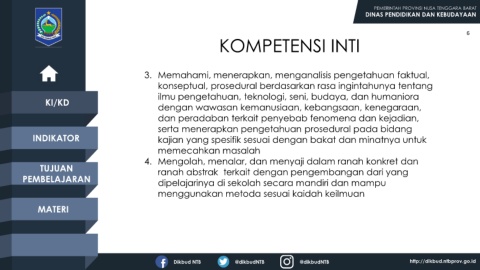 PEMERINTAH PROVINSI NUSA TENGGARA BARAT
DINAS PENDIDIKAN DAN KEBUDAYAAN
6
KOMPETENSI INTI
3. Memahami, menerapkan, menganalisis pengetahuan faktual,
konseptual, prosedural berdasarkan rasa ingintahunya tentang
ilmu pengetahuan, teknologi, seni, budaya, dan humaniora
dengan wawasan kemanusiaan, kebangsaan, kenegaraan,
dan peradaban terkait penyebab fenomena dan kejadian,
serta menerapkan pengetahuan prosedural pada bidang
kajian yang spesifik sesuai dengan bakat dan minatnya untuk
memecahkan masalah
4. Mengolah, menalar, dan menyaji dalam ranah konkret dan
ranah abstrak terkait dengan pengembangan dari yang
dipelajarinya di sekolah secara mandiri dan mampu
menggunakan metoda sesuai kaidah keilmuan
KI/KD
INDIKATOR
TUJUAN
PEMBELAJARAN
MATERI
Dikbud NTB
@dikbudNTB
@dikbudNTB
http://dikbud.ntbprov.go.id